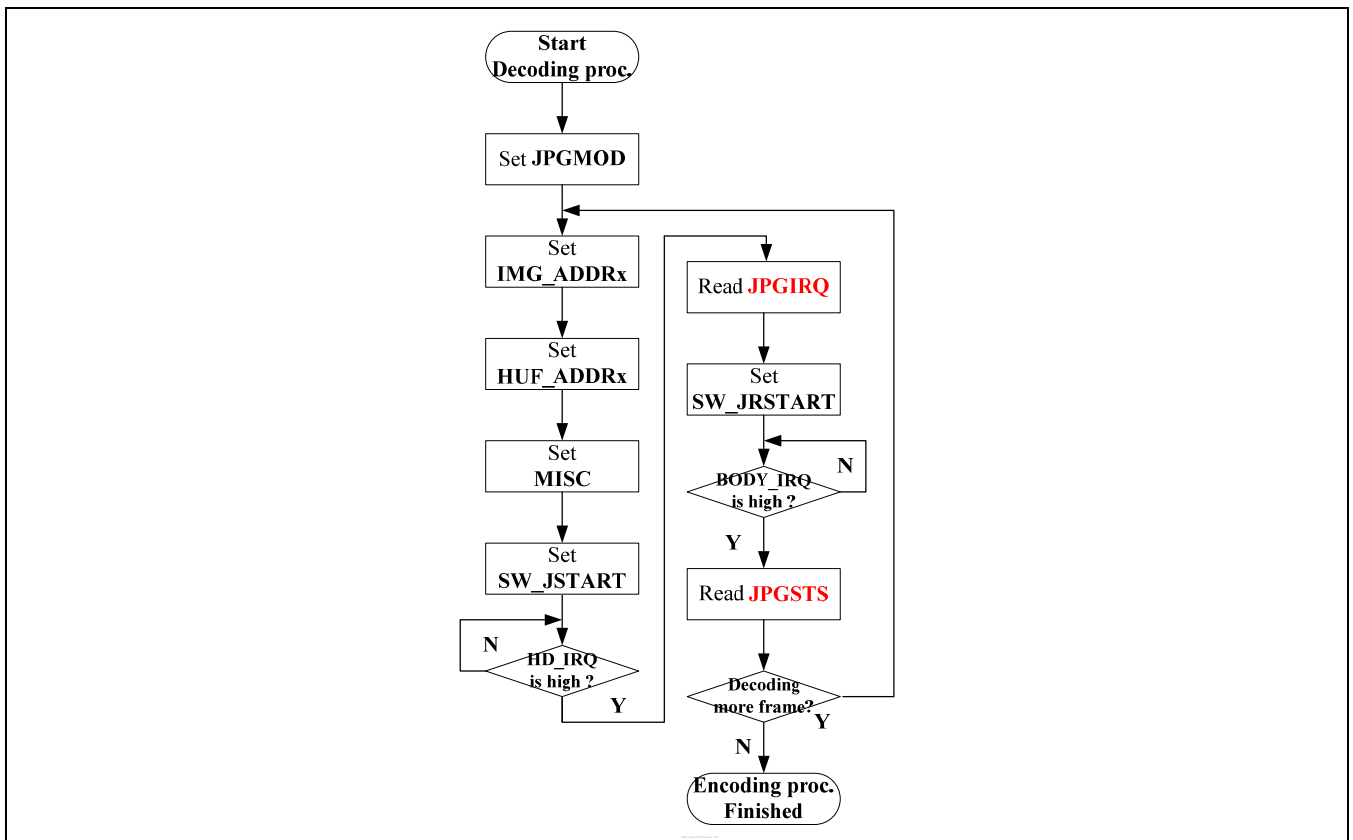 Start
Decoding proc.
Set JPGMOD
Set
IMG_ADDRx
Set
HUF_ADDRx
Set
MISC
Set
SW_JSTART
N
HD_IRQ
is high ?
Y
Read JPGIRQ
Set
SW_JRSTART
N
BODY_IRQ
is high ?
Y
Read JPGSTS
Decoding
more frame?
Y
N
Encoding proc.
Finished